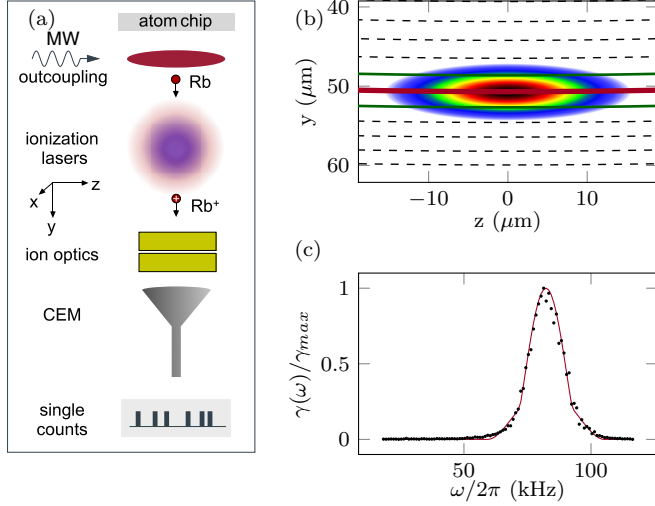 (a)
atom chip
MW
outcoupling
Rb
ionization
lasers
z
x
y
Rb⁺
ion optics
CEM
single
counts
(b)
40
50
60
y (μm)
−10
0
10
z (μm)
(c)
1
0.5
0
γ(ω)/γmax
50
100
ω/2π (kHz)